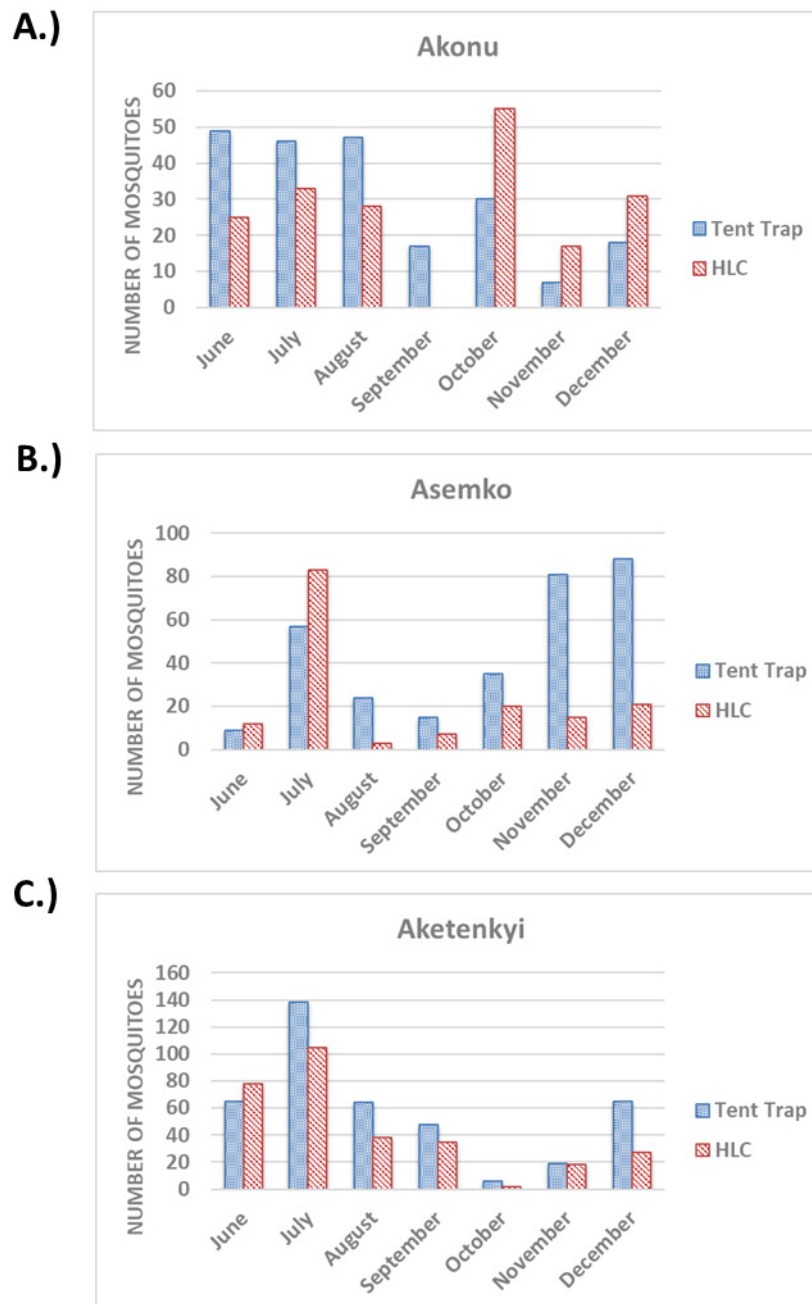 A.)
Akonu
NUMBER OF MOSQUITOES
60
50
40
30
20
10
0
June
July
August
September
October
November
December
Tent Trap
HLC
B.)
Asemko
NUMBER OF MOSQUITOES
100
80
60
40
20
0
June
July
August
September
October
November
December
Tent Trap
HLC
C.)
Aketenkyi
NUMBER OF MOSQUITOES
160
140
120
100
80
60
40
20
0
June
July
August
September
October
November
December
Tent Trap
HLC